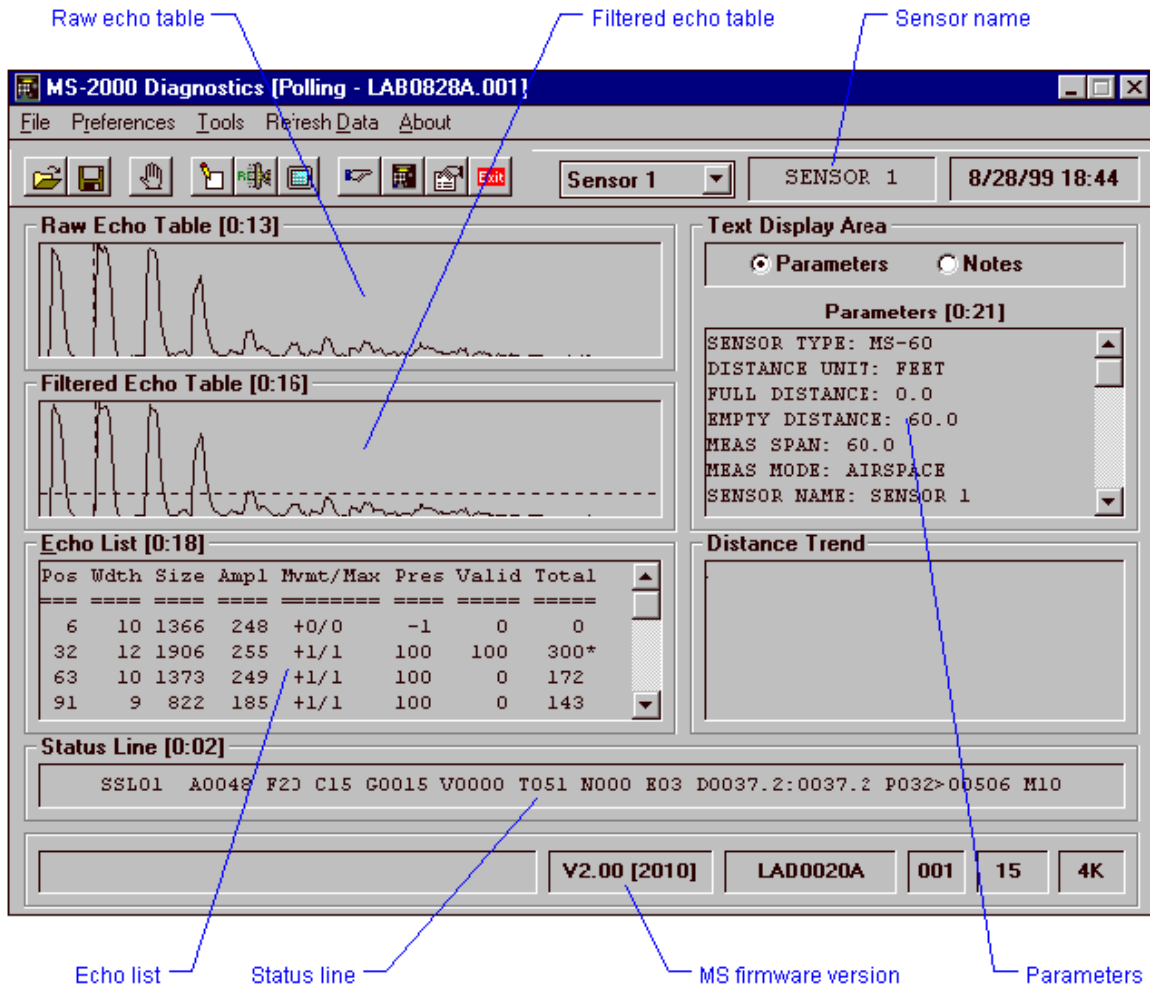 Raw echo table
Filtered echo table
Sensor name
MS-2000 Diagnostics [Polling - LAB0828A.001]
File Preferences Tools Refresh Data About
Exit
Sensor 1
SENSOR 1
8/28/99 18:44
Raw Echo Table [0:13]
Text Display Area
Parameters Notes
Parameters [0:21]
SENSOR TYPE: MS-60
DISTANCE UNIT: FEET
FULL DISTANCE: 0.0
EMPTY DISTANCE: 60.0
MEAS SPAN: 60.0
MEAS MODE: AIRSPACE
SENSOR NAME: SENSOR 1
Filtered Echo Table [0:16]
Echo List [0:18]
Pos Wdth Size Ampl Mvmt/Max Pres Valid Total
=== ==== ==== ==== ======== ==== ===== =====
6 10 1366 248 +0/0 -1 0 0
32 12 1906 255 +1/1 100 100 300*
63 10 1373 249 +1/1 100 0 172
91 9 822 185 +1/1 100 0 143
Distance Trend
Status Line [0:02]
SSL01 A0048 F20 C15 G0015 V0000 T051 N000 E03 D0037.2:0037.2 P032>00506 M10
V2.00 [2010]
LAD0020A
001
15
4K
Echo list
Status line
MS firmware version
Parameters